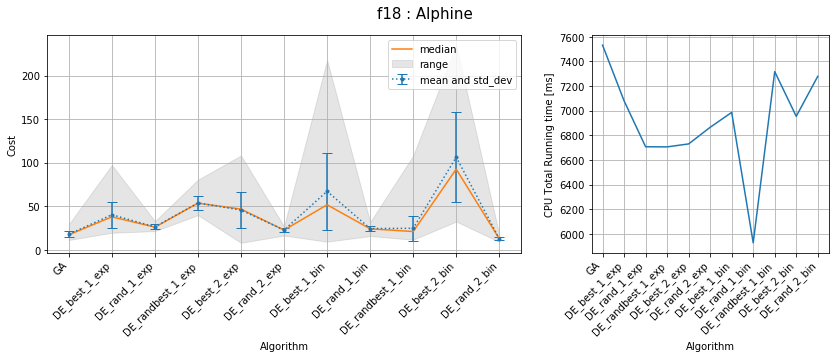 f18 : Alphine
Cost
200
150
100
50
0
median
range
mean and std_dev
GA
DE_best_1_exp
DE_rand_1_exp
DE_randbest_1_exp
DE_best_2_exp
DE_rand_2_exp
DE_best_1_bin
DE_rand_1_bin
DE_randbest_1_bin
DE_best_2_bin
DE_rand_2_bin
Algorithm
CPU Total Running time [ms]
7600
7400
7200
7000
6800
6600
6400
6200
6000
GA
DE_best_1_exp
DE_rand_1_exp
DE_randbest_1_exp
DE_best_2_exp
DE_rand_2_exp
DE_best_1_bin
DE_rand_1_bin
DE_randbest_1_bin
DE_best_2_bin
DE_rand_2_bin
Algorithm